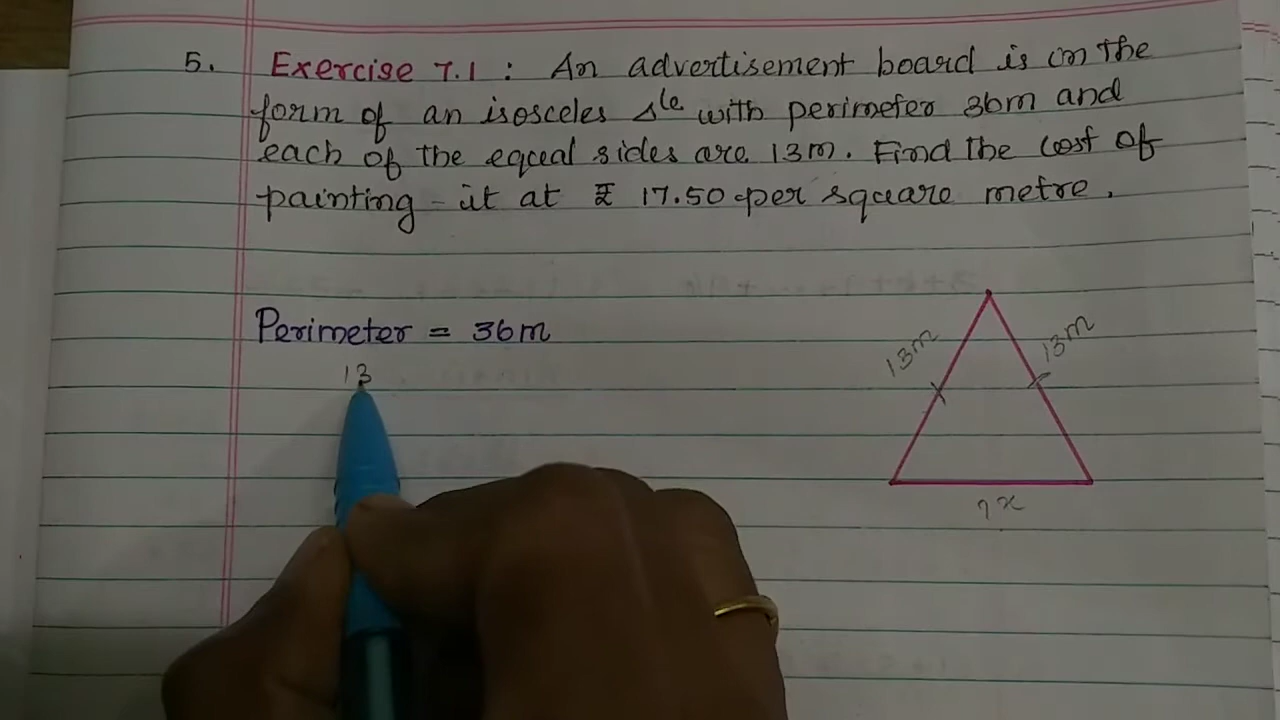 5. Exercise 7.1 : An advertisement board is in the
form of an isosceles Δle with perimeter 36m and
each of the equal sides are 13m. Find the cost of
painting it at ₹ 17.50 per square metre.
Perimeter = 36m
13
13m
13m
x